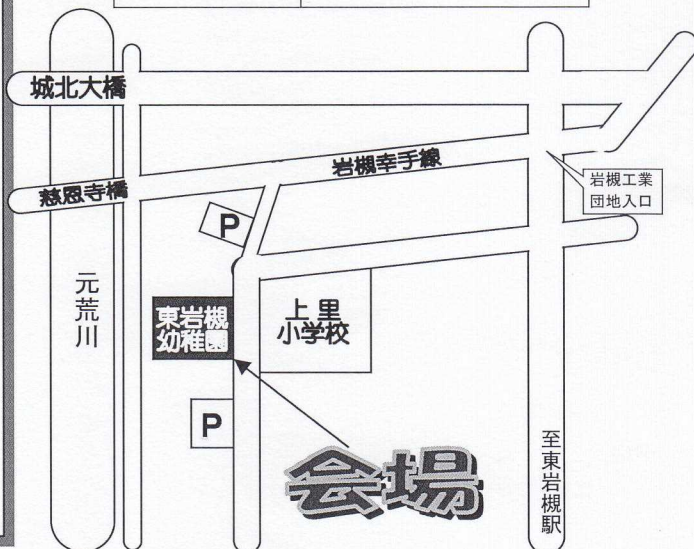 城北大橋
岩槻幸手線
慈恩寺橋
岩槻工業
団地入口
P
元荒川
東岩槻
幼稚園
上里
小学校
P
会場
至東岩槻駅